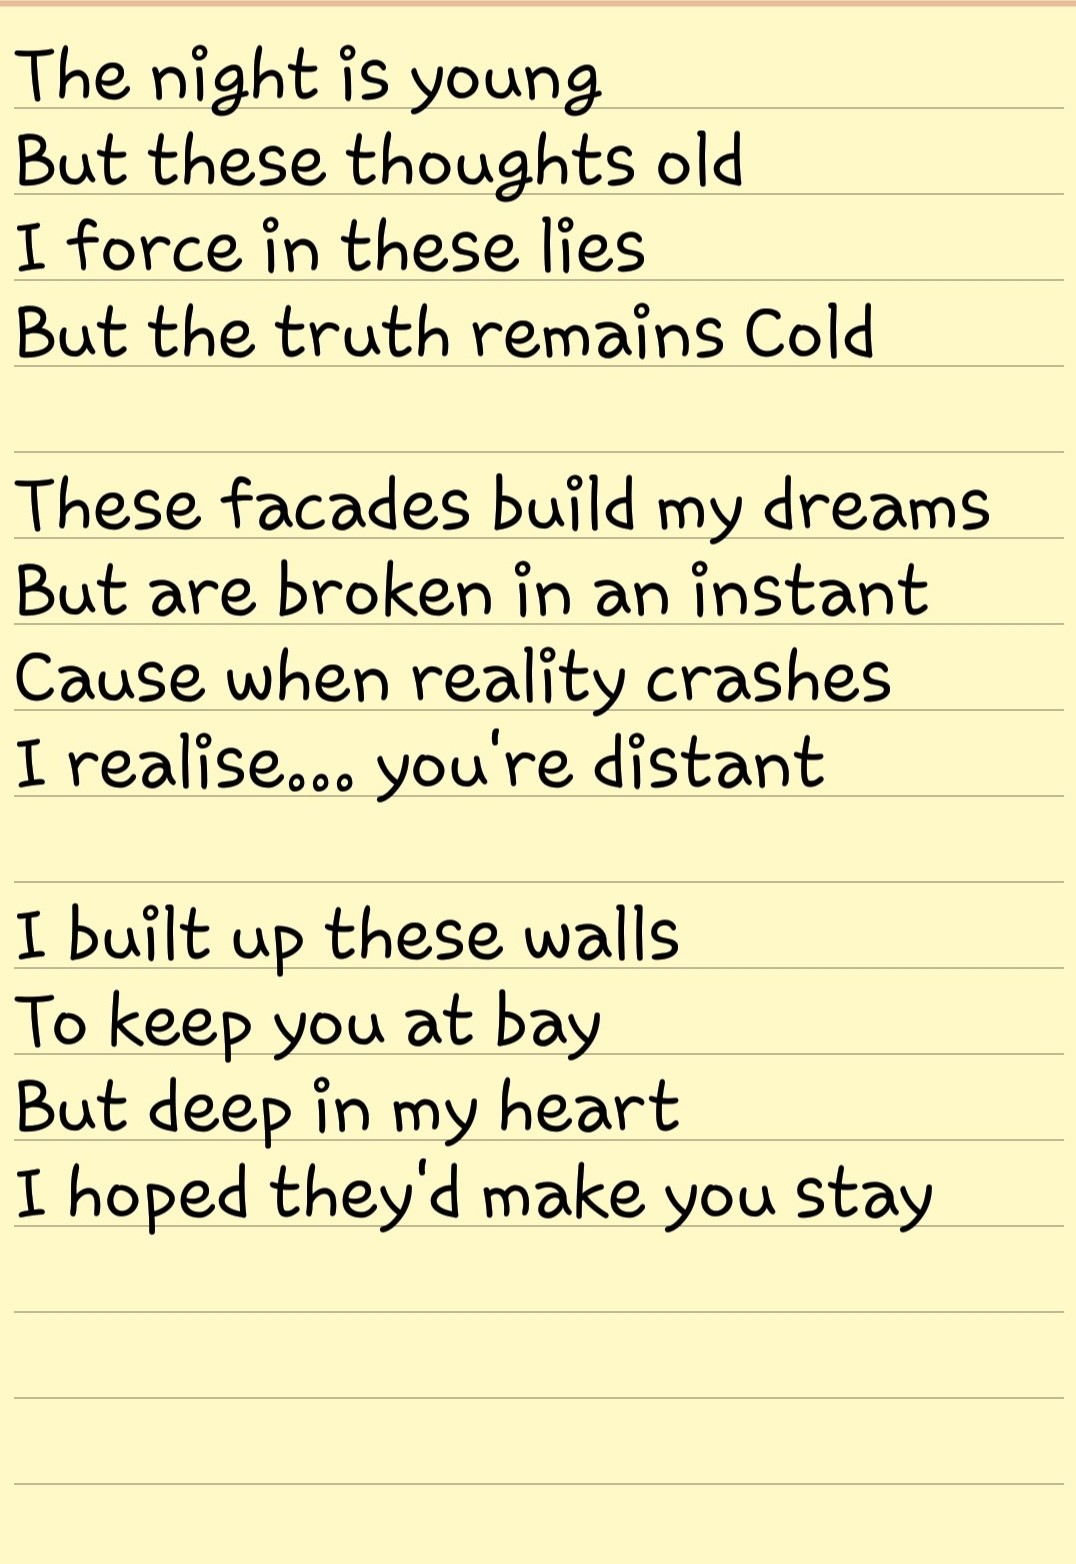 The night is young
But these thoughts old
I force in these lies
But the truth remains Cold
These facades build my dreams
But are broken in an instant
Cause when reality crashes
I realise... you're distant
I built up these walls
To keep you at bay
But deep in my heart
I hoped they'd make you stay